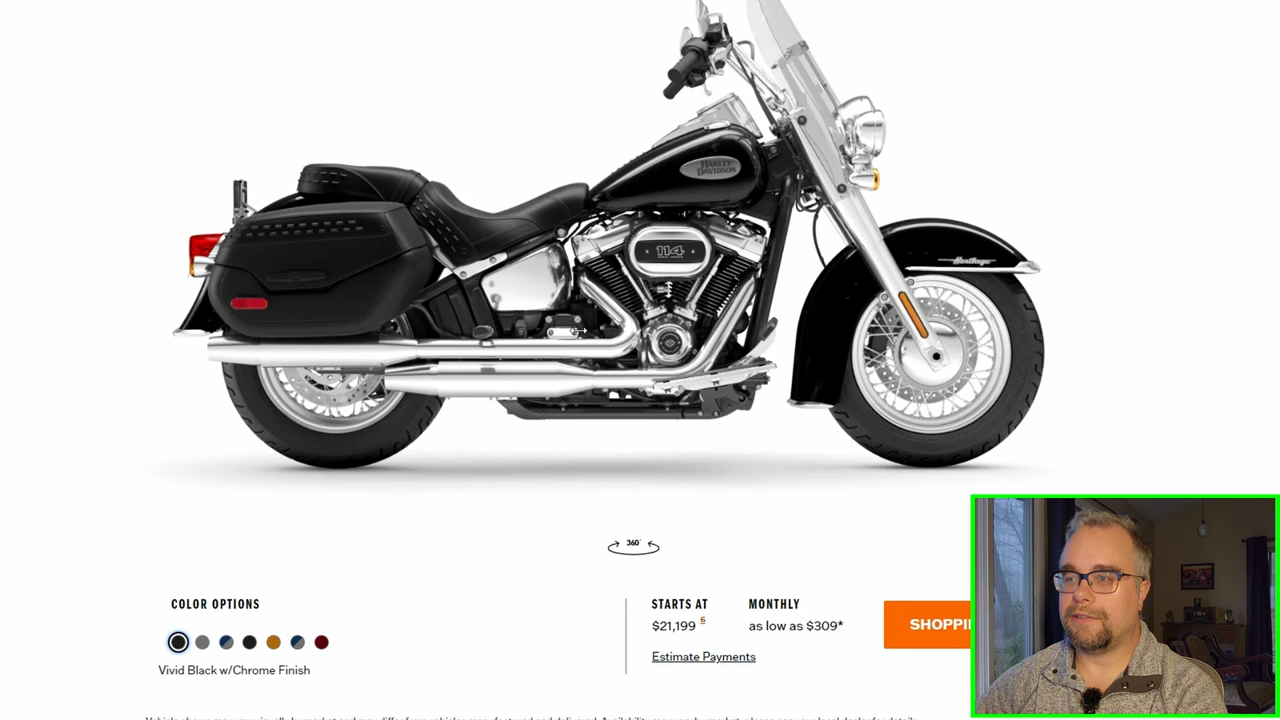 HARLEY-
DAVIDSON
114
Heritage
360°
COLOR OPTIONS
Vivid Black w/Chrome Finish
STARTS AT
$21,199 6
MONTHLY
as low as $309*
Estimate Payments
SHOPPI